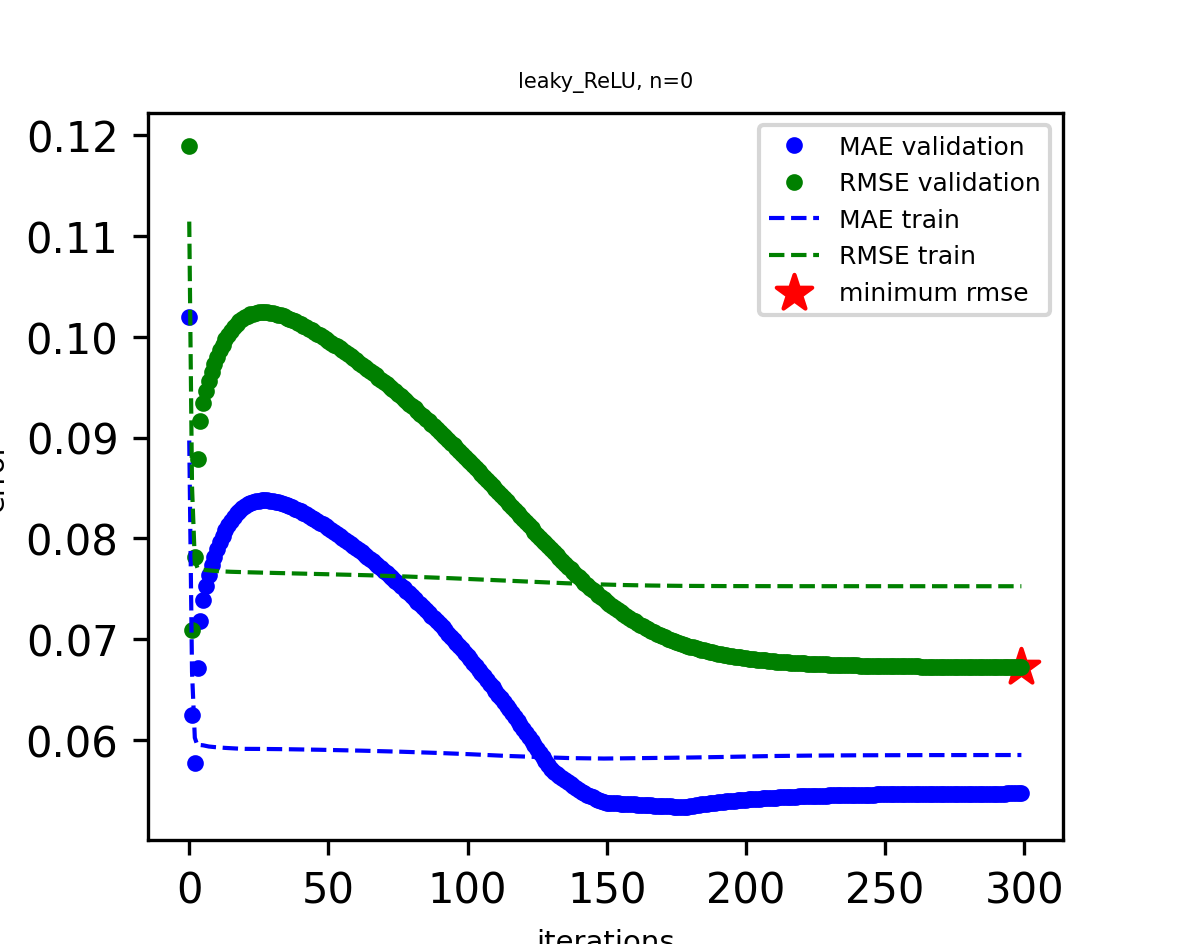 leaky_ReLU, n=0
0.12
0.11
0.10
0.09
0.08
0.07
0.06
MAE validation
RMSE validation
MAE train
RMSE train
minimum rmse
0 50 100 150 200 250 300
iterations